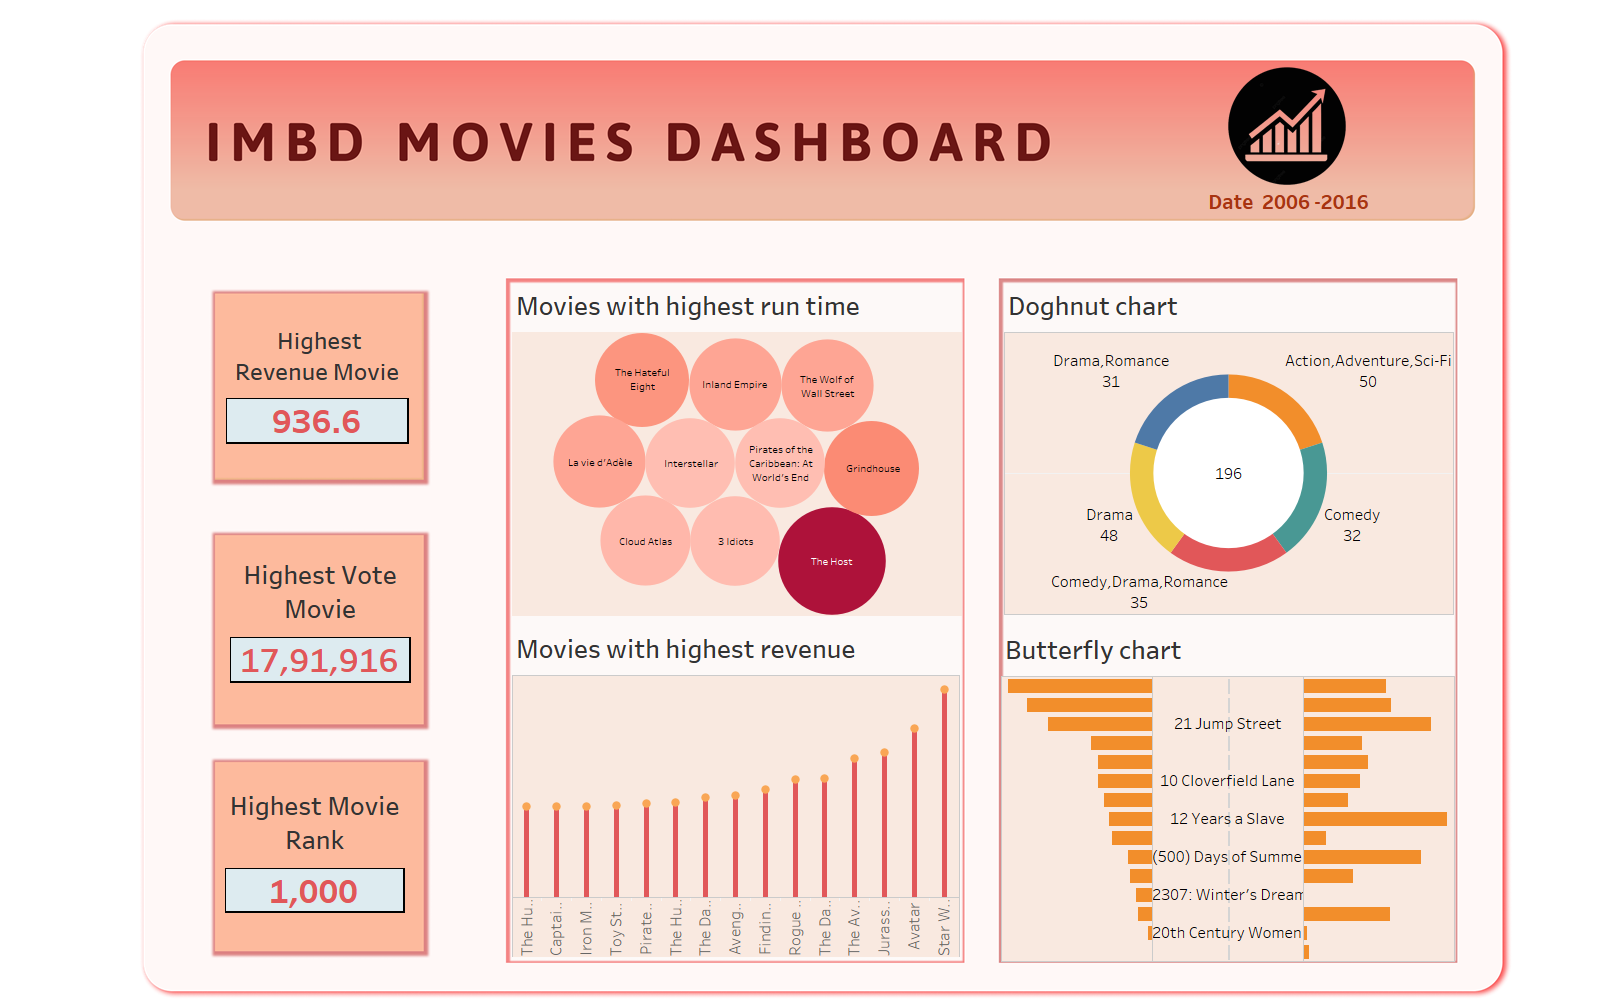 IMBD MOVIES DASHBOARD
Date 2006 -2016
Highest
Revenue Movie
936.6
Highest Vote
Movie
17,91,916
Highest Movie
Rank
1,000
Movies with highest run time
The Hateful
Eight
Inland Empire
The Wolf of
Wall Street
La vie d'Adèle
Interstellar
Pirates of the
Caribbean: At
World's End
Grindhouse
Cloud Atlas
3 Idiots
The Host
Movies with highest revenue
The Hu..
Captai..
Iron M..
Toy St..
Pirate..
The Hu..
The Da..
Aveng..
Findin..
Rogue ..
The Da..
The Av..
Jurass..
Avatar
Star W..
Doghnut chart
Drama,Romance
31
Action,Adventure,Sci-Fi
50
196
Drama
48
Comedy
32
Comedy,Drama,Romance
35
Butterfly chart
21 Jump Street
10 Cloverfield Lane
12 Years a Slave
(500) Days of Summe
2307: Winter's Dream
20th Century Women